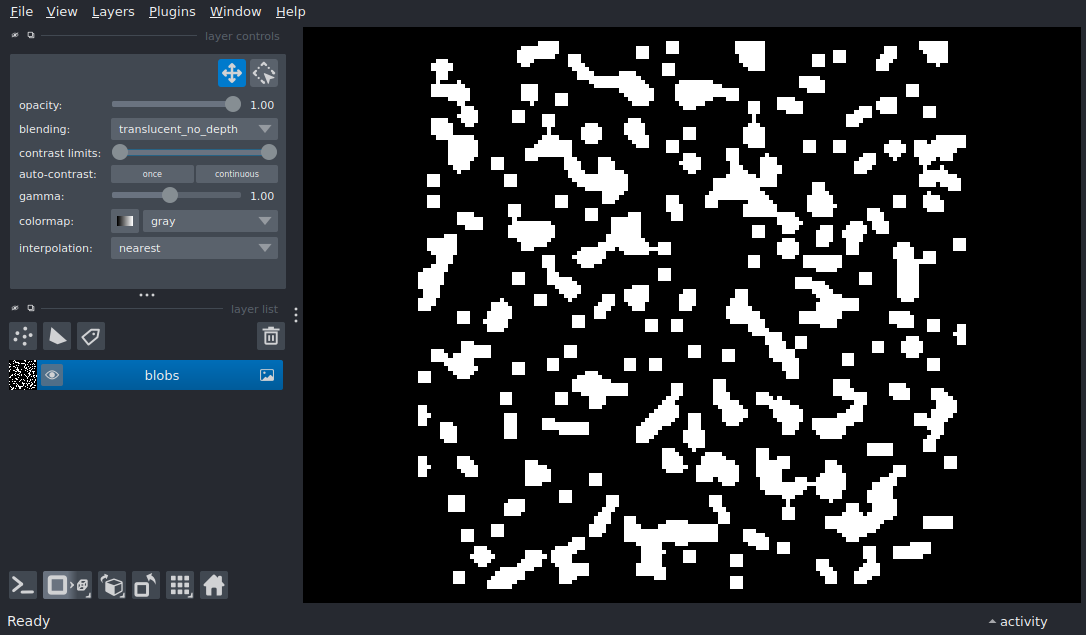 File View Layers Plugins Window Help
layer controls
opacity: 1.00
blending: translucent_no_depth
contrast limits:
auto-contrast: once continuous
gamma: 1.00
colormap: gray
interpolation: nearest
layer list
blobs
Ready activity